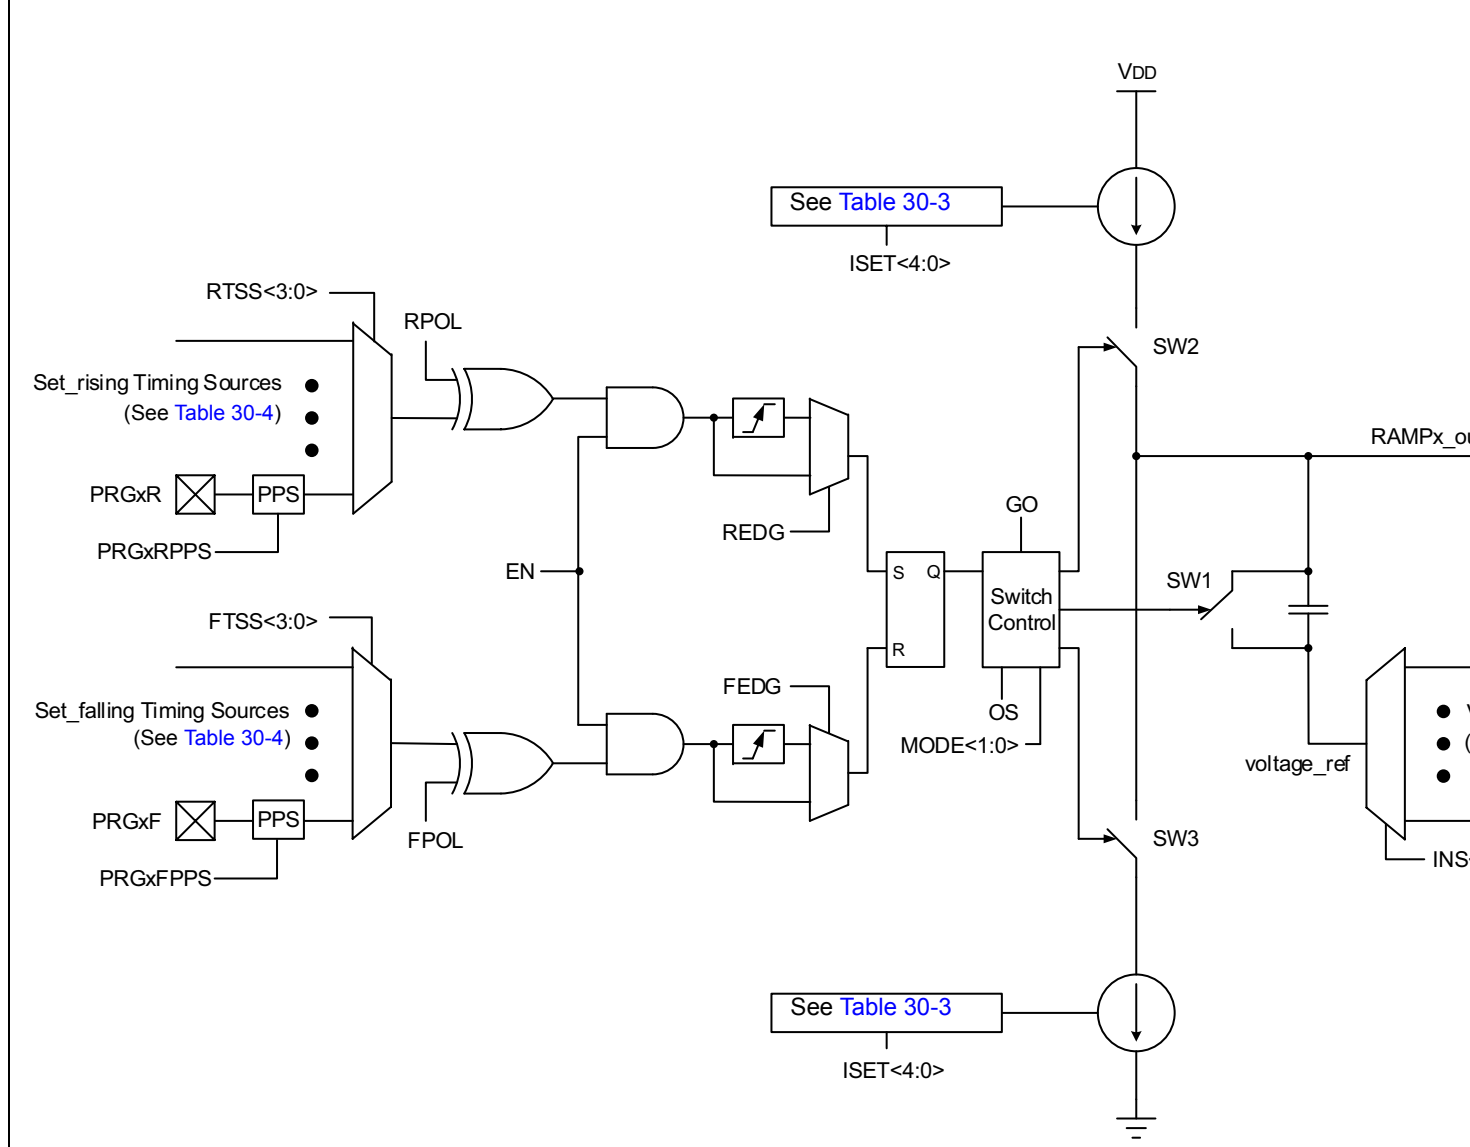 VDD
See Table 30-3
ISET<4:0>
RTSS<3:0>
RPOL
SW2
Set_rising Timing Sources
(See Table 30-4)
RAMPx_ou
PRGxR
PPS
GO
REDG
PRGxRPPS
EN
S Q
SW1
Switch
Control
FTSS<3:0>
R
FEDG
Set_falling Timing Sources
(See Table 30-4)
OS
MODE<1:0>
voltage_ref
PRGxF
PPS
FPOL
SW3
INS
PRGxFPPS
See Table 30-3
ISET<4:0>